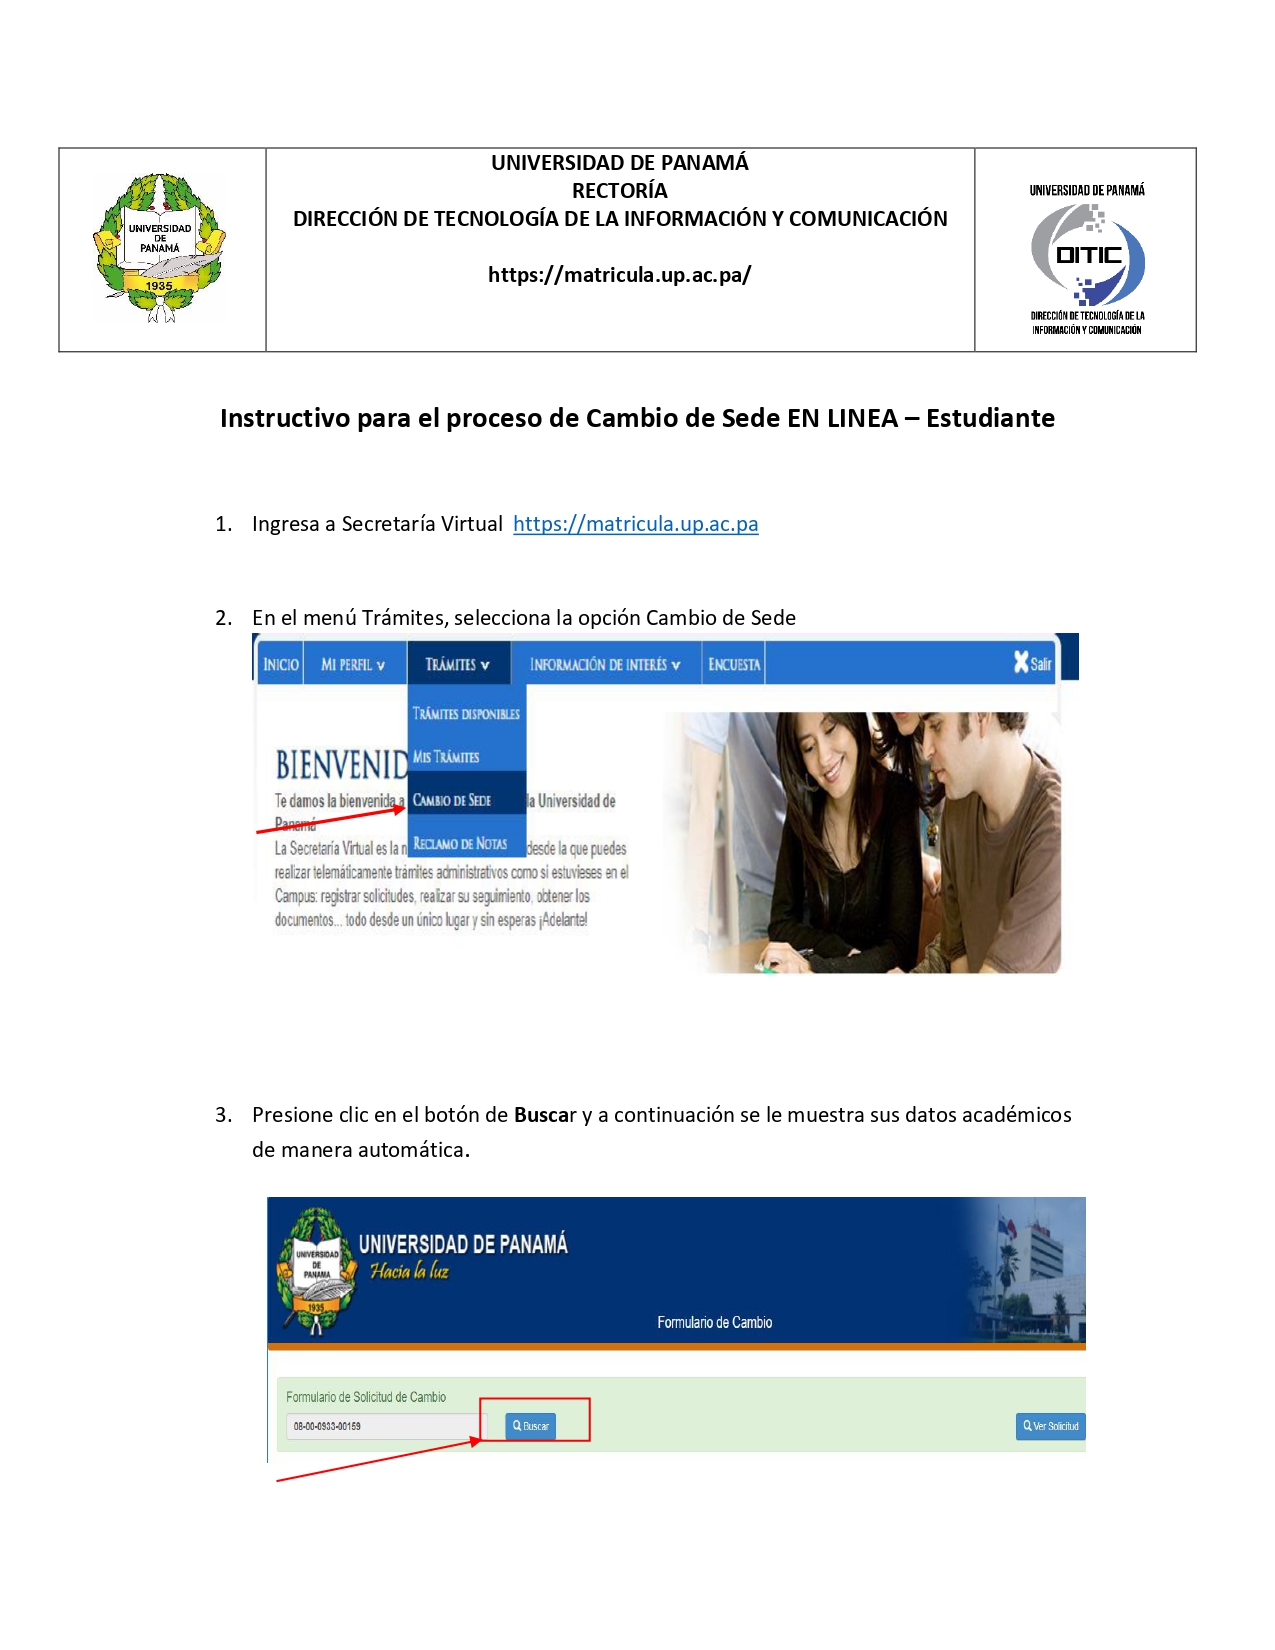 UNIVERSIDAD
DE
PANAMÁ
1935
UNIVERSIDAD DE PANAMÁ
RECTORÍA
DIRECCIÓN DE TECNOLOGÍA DE LA INFORMACIÓN Y COMUNICACIÓN
https://matricula.up.ac.pa/
UNIVERSIDAD DE PANAMÁ
DITIC
DIRECCIÓN DE TECNOLOGÍA DE LA
INFORMACIÓN Y COMUNICACIÓN
Instructivo para el proceso de Cambio de Sede EN LINEA – Estudiante
1. Ingresa a Secretaría Virtual https://matricula.up.ac.pa
2. En el menú Trámites, selecciona la opción Cambio de Sede
INICIO MI PERFIL TRÁMITES INFORMACIÓN DE INTERÉS ENCUESTA Salir
TRÁMITES DISPONIBLES
MIS TRÁMITES
CAMBIO DE SEDE
RECLAMO DE NOTAS
BIENVENID
Te damos la bienvenida a la Universidad de
Panamá
La Secretaría Virtual es la n desde la que puedes
realizar telemáticamente trámites administrativos como si estuvieses en el
Campus: registrar solicitudes, realizar su seguimiento, obtener los
documentos... todo desde un único lugar y sin esperas ¡Adelante!
3. Presione clic en el botón de Buscar y a continuación se le muestra sus datos académicos
de manera automática.
UNIVERSIDAD
DE
PANAMA
1935
UNIVERSIDAD DE PANAMÁ
Hacia la luz
Formulario de Cambio
Formulario de Solicitud de Cambio
08-00-0933-00159 Buscar Ver Solicitud